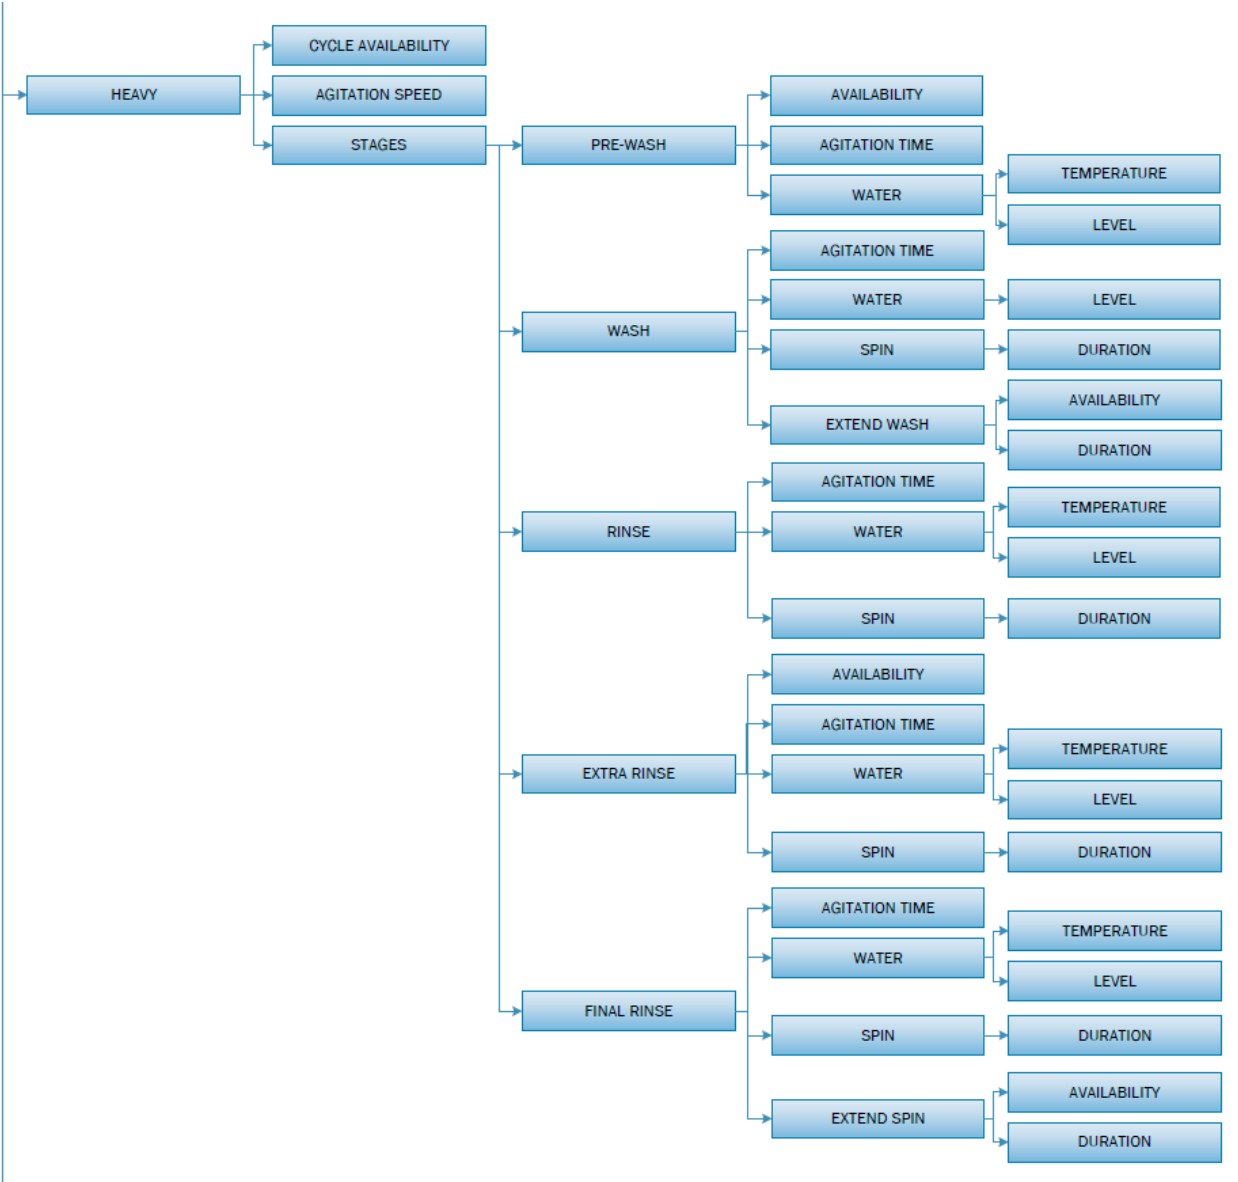 HEAVY
CYCLE AVAILABILITY
AGITATION SPEED
STAGES
PRE-WASH
AVAILABILITY
AGITATION TIME
WATER
TEMPERATURE
LEVEL
WASH
AGITATION TIME
WATER
LEVEL
SPIN
DURATION
EXTEND WASH
AVAILABILITY
DURATION
RINSE
AGITATION TIME
WATER
TEMPERATURE
LEVEL
SPIN
DURATION
EXTRA RINSE
AVAILABILITY
AGITATION TIME
WATER
TEMPERATURE
LEVEL
SPIN
DURATION
FINAL RINSE
AGITATION TIME
WATER
TEMPERATURE
LEVEL
SPIN
DURATION
EXTEND SPIN
AVAILABILITY
DURATION